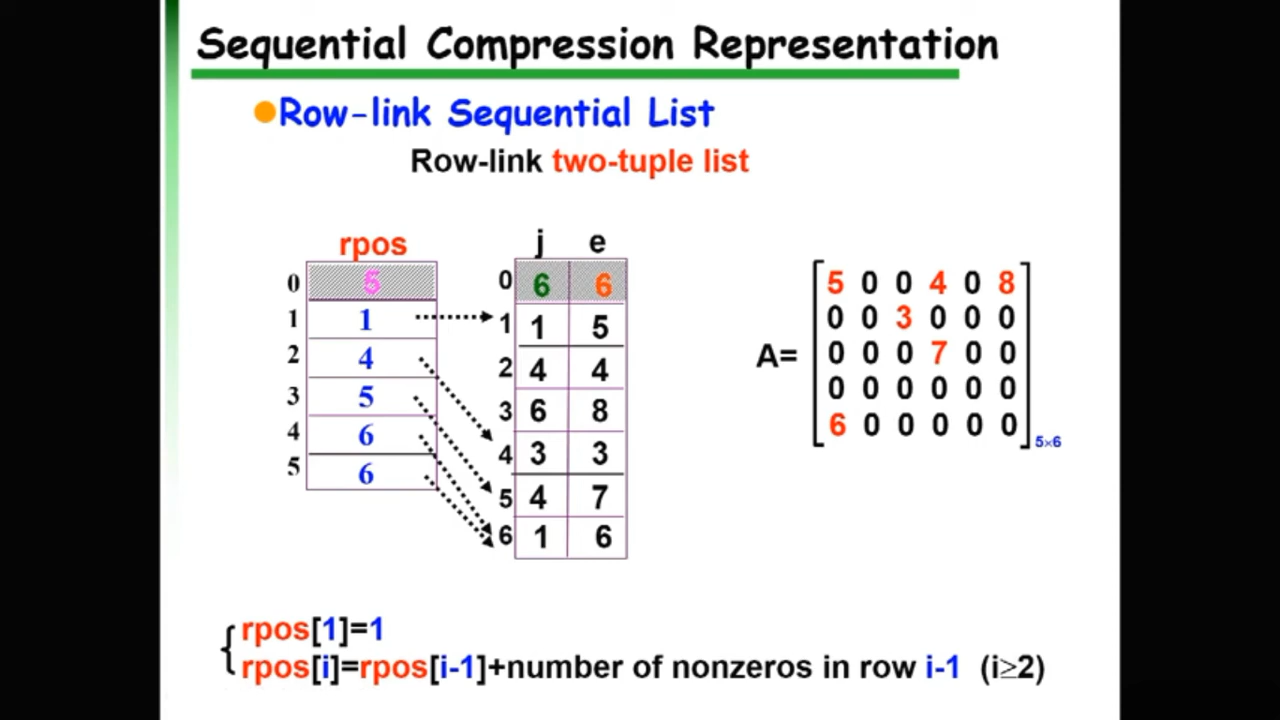 Sequential Compression Representation
Row-link Sequential List
Row-link two-tuple list
rpos
0 5
1 1
2 4
3 5
4 6
5 6
j e
0 6 6
1 1 5
2 4 4
3 6 8
4 3 3
5 4 7
6 1 6
A=
5 0 0 4 0 8
0 0 3 0 0 0
0 0 0 7 0 0
0 0 0 0 0 0
6 0 0 0 0 0
5×6
rpos[1]=1
rpos[i]=rpos[i-1]+number of nonzeros in row i-1 (i≥2)